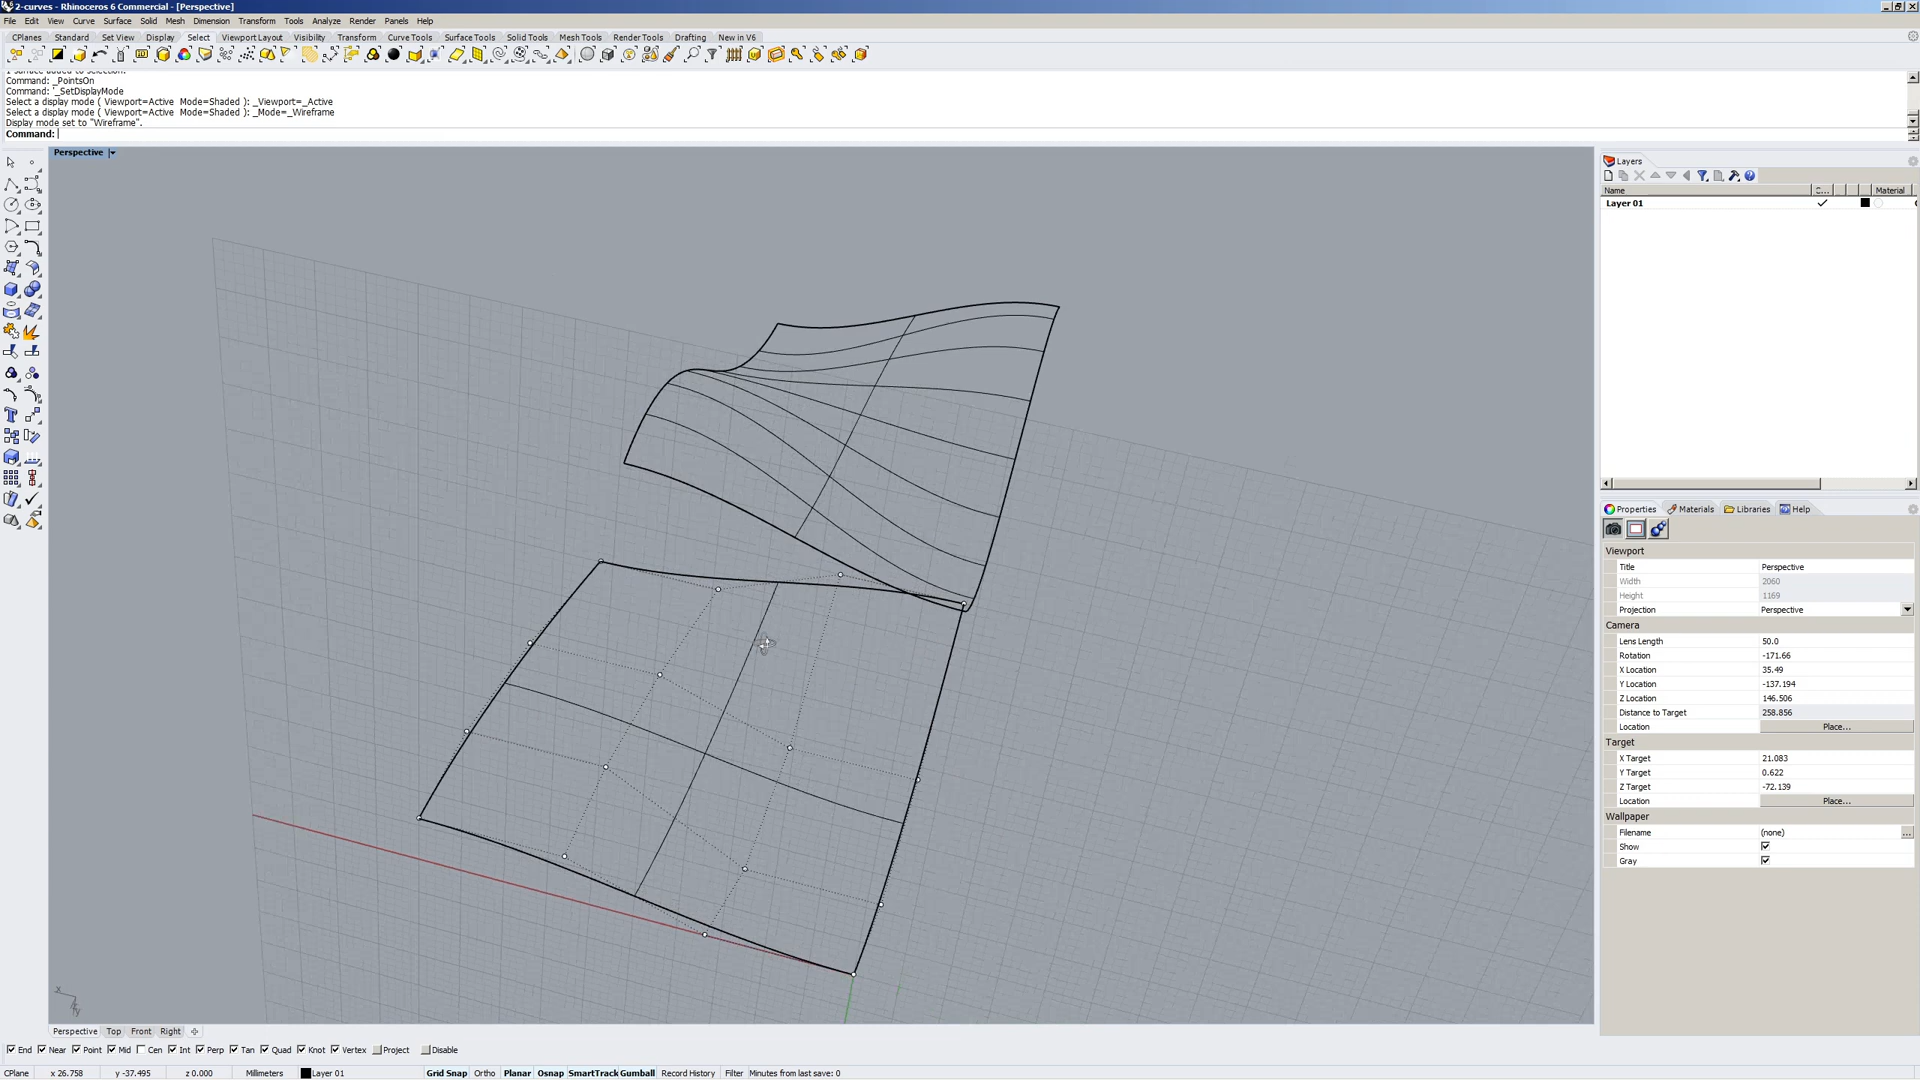 2-curves - Rhinoceros 6 Commercial - [Perspective]
File Edit View Curve Surface Solid Mesh Dimension Transform Tools Analyze Render Panels Help
CPlanes Standard Set View Display Select Viewport Layout Visibility Transform Curve Tools Surface Tools Solid Tools Mesh Tools Render Tools Drafting New in V6
1 surface added to selection.
Command: _PointsOn
Command: '_SetDisplayMode
Select a display mode ( Viewport=Active Mode=Shaded ): _Viewport=_Active
Select a display mode ( Viewport=Active Mode=Shaded ): _Mode=_Wireframe
Display mode set to "Wireframe".
Command:
Perspective
Layers
Name C... Material
Layer 01
Properties Materials Libraries Help
Viewport
Title Perspective
Width 2060
Height 1169
Projection Perspective
Camera
Lens Length 50.0
Rotation -171.66
X Location 35.49
Y Location -137.194
Z Location 146.506
Distance to Target 258.856
Location Place...
Target
X Target 21.083
Y Target 0.622
Z Target -72.139
Location Place...
Wallpaper
Filename (none) ...
Show
Gray
Perspective Top Front Right
End Near Point Mid Cen Int Perp Tan Quad Knot Vertex Project Disable
CPlane x 26.758 y -37.495 z 0.000 Millimeters Layer 01 Grid Snap Ortho Planar Osnap SmartTrack Gumball Record History Filter Minutes from last save: 0